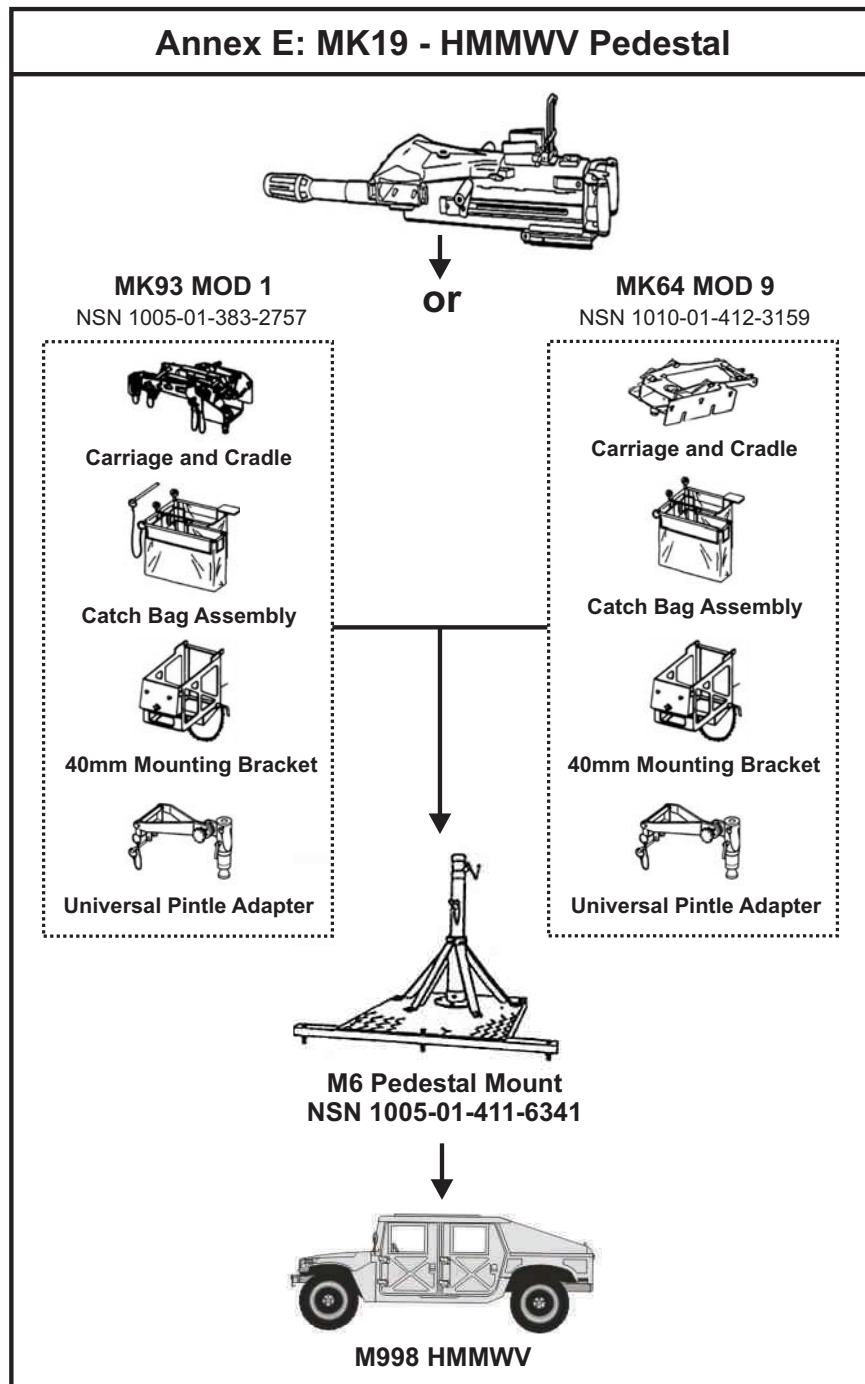 Annex E: MK19 - HMMWV Pedestal
or
MK93 MOD 1
NSN 1005-01-383-2757
Carriage and Cradle
Catch Bag Assembly
40mm Mounting Bracket
Universal Pintle Adapter
MK64 MOD 9
NSN 1010-01-412-3159
Carriage and Cradle
Catch Bag Assembly
40mm Mounting Bracket
Universal Pintle Adapter
M6 Pedestal Mount
NSN 1005-01-411-6341
M998 HMMWV